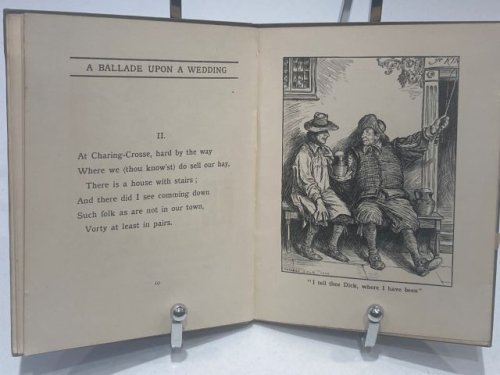 A BALLADE UPON A WEDDING
II.
At Charing-Crosse, hard by the way
Where we (thou know'st) do sell our hay,
There is a house with stairs;
And there did I see comming down
Such folk as are not in our town,
Vorty at least in pairs.
10
"I tell thee Dick, where I have been"